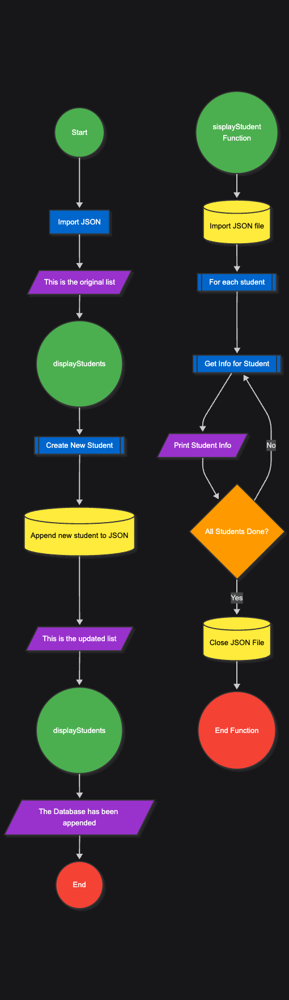 Start
Import JSON
This is the original list
displayStudents
Create New Student
Append new student to JSON
This is the updated list
displayStudents
The Database has been
appended
End
sisplayStudent
Function
Import JSON file
For each student
Get Info for Student
Print Student Info
No
All Students Done?
Yes
Close JSON File
End Function